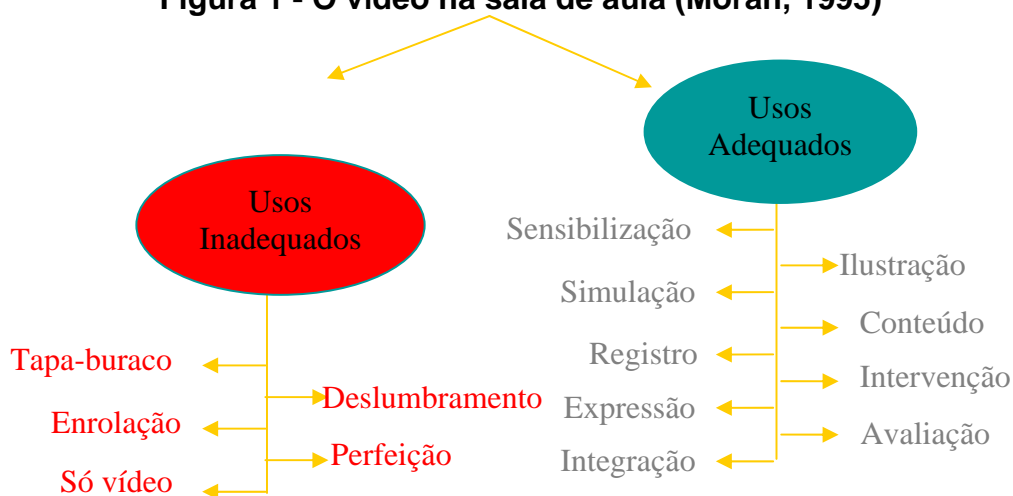 Figura 1 - O vídeo na sala de aula (Moran, 1995)
Usos
Inadequados
Tapa-buraco
Deslumbramento
Enrolação
Perfeição
Só vídeo
Usos
Adequados
Sensibilização
Ilustração
Simulação
Conteúdo
Registro
Intervenção
Expressão
Avaliação
Integração